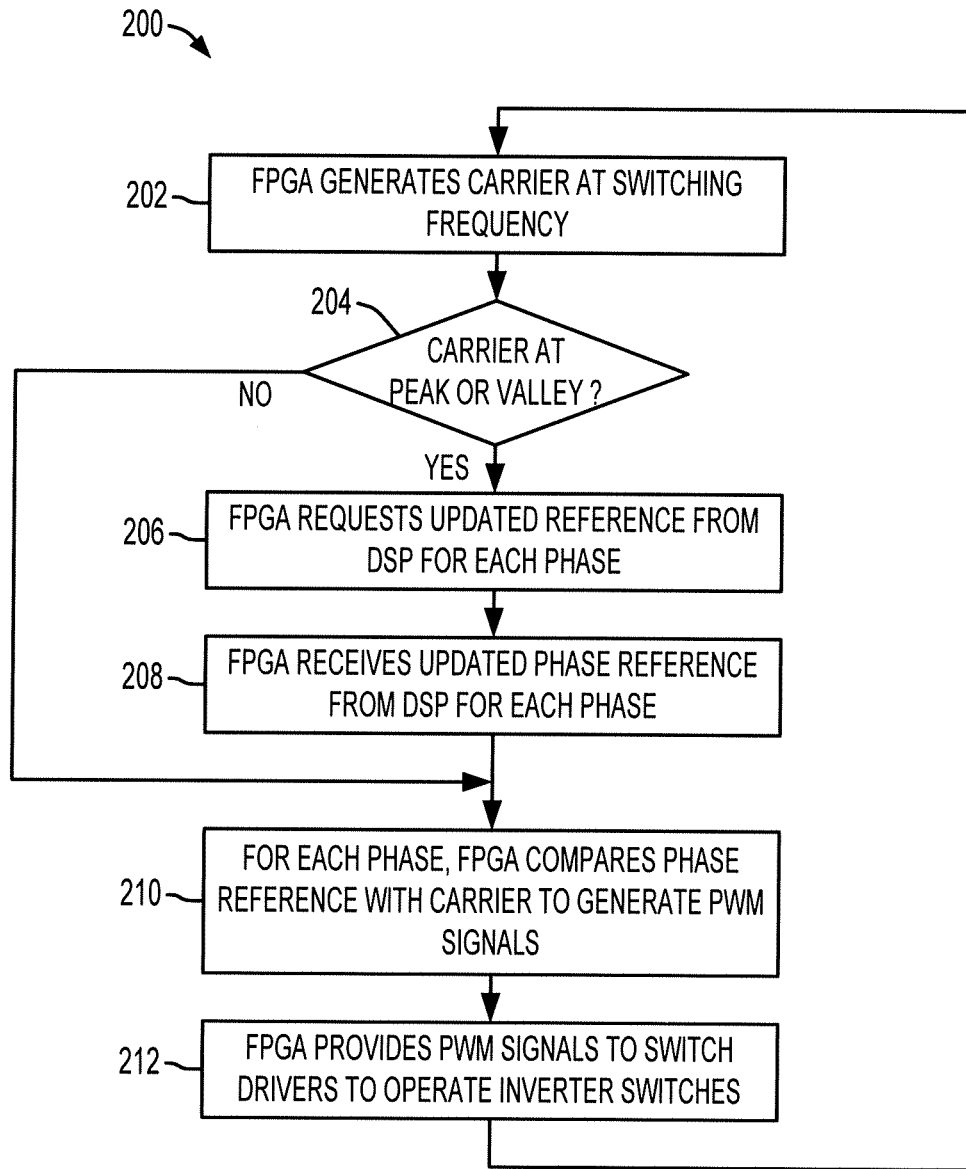 200
202
FPGA GENERATES CARRIER AT SWITCHING
FREQUENCY
204
CARRIER AT
PEAK OR VALLEY ?
NO
YES
206
FPGA REQUESTS UPDATED REFERENCE FROM
DSP FOR EACH PHASE
208
FPGA RECEIVES UPDATED PHASE REFERENCE
FROM DSP FOR EACH PHASE
210
FOR EACH PHASE, FPGA COMPARES PHASE
REFERENCE WITH CARRIER TO GENERATE PWM
SIGNALS
212
FPGA PROVIDES PWM SIGNALS TO SWITCH
DRIVERS TO OPERATE INVERTER SWITCHES